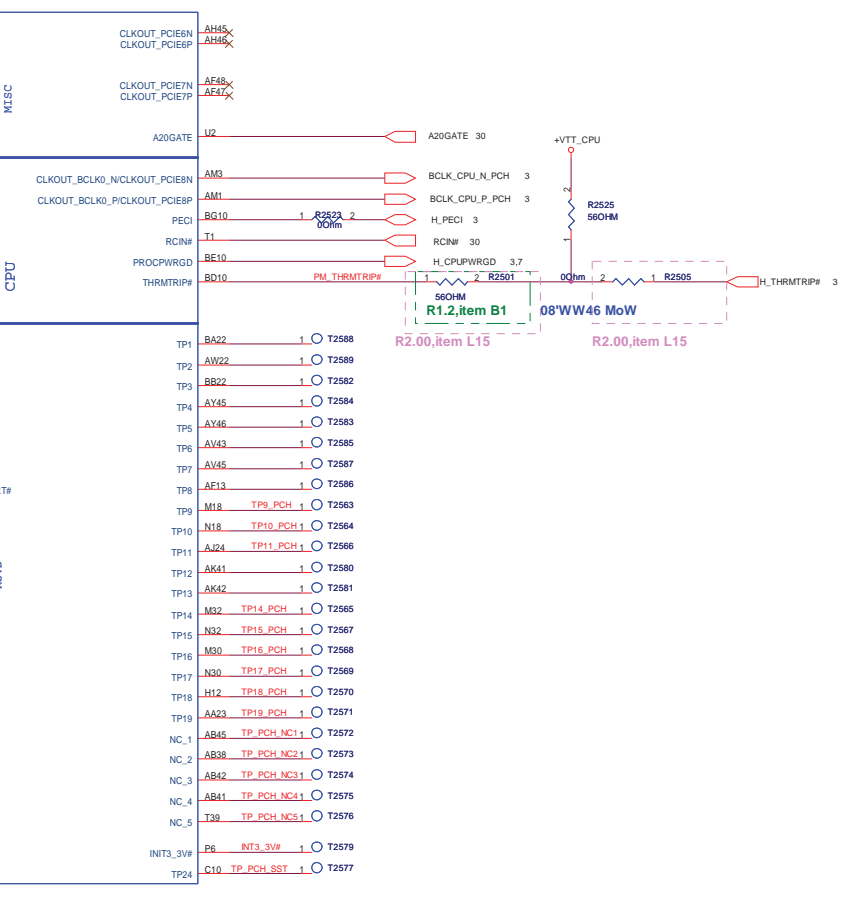 CLKOUT_PCIE6N AH45
CLKOUT_PCIE6P AH46
CLKOUT_PCIE7N AF48
CLKOUT_PCIE7P AF47
MISC
A20GATE U2 A20GATE 30
+VTT_CPU
CLKOUT_BCLK0_N/CLKOUT_PCIE8N AM3 BCLK_CPU_N_PCH 3
CLKOUT_BCLK0_P/CLKOUT_PCIE8P AM1 BCLK_CPU_P_PCH 3
2 R2525
56OHM
1
PECI BG10 1 R2523 2 H_PECI 3
0Ohm
RCIN# T1 RCIN# 30
PROCPWRGD BE10 H_CPUPWRGD 3,7
CPU
THRMTRIP# BD10 PM_THRMTRIP# 1 2 R2501 0Ohm 2 1 R2505 H_THRMTRIP# 3
56OHM
R1.2,item B1 08'WW46 MoW
R2.00,item L15 R2.00,item L15
TP1 BA22 1 T2588
TP2 AW22 1 T2589
TP3 BB22 1 T2582
TP4 AY45 1 T2584
TP5 AY46 1 T2583
TP6 AV43 1 T2585
TP7 AV45 1 T2587
TP8 AF13 1 T2586
T#
TP9 M18 TP9_PCH 1 T2563
TP10 N18 TP10_PCH 1 T2564
TP11 AJ24 TP11_PCH 1 T2566
TP12 AK41 1 T2580
TP13 AK42 1 T2581
TP14 M32 TP14_PCH 1 T2565
TP15 N32 TP15_PCH 1 T2567
TP16 M30 TP16_PCH 1 T2568
TP17 N30 TP17_PCH 1 T2569
TP18 H12 TP18_PCH 1 T2570
TP19 AA23 TP19_PCH 1 T2571
NC_1 AB45 TP_PCH_NC1 1 T2572
NC_2 AB38 TP_PCH_NC2 1 T2573
NC_3 AB42 TP_PCH_NC3 1 T2574
NC_4 AB41 TP_PCH_NC4 1 T2575
NC_5 T39 TP_PCH_NC5 1 T2576
INIT3_3V# P6 INT3_3V# 1 T2579
TP24 C10 TP_PCH_SST 1 T2577